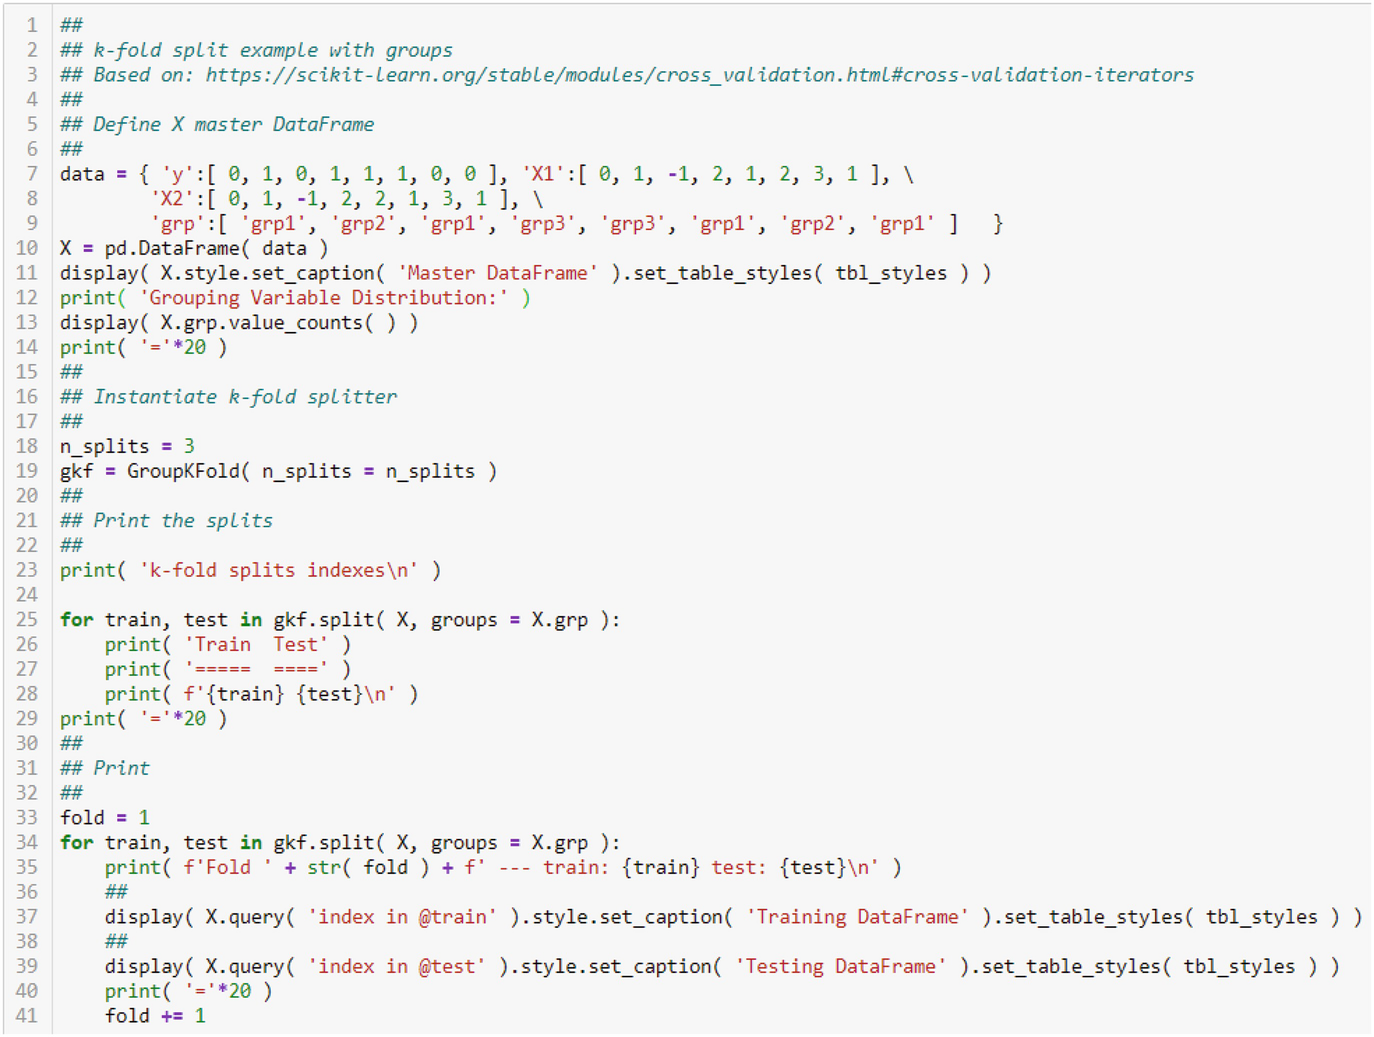 1 ##
2 ## k-fold split example with groups
3 ## Based on: https://scikit-learn.org/stable/modules/cross_validation.html#cross-validation-iterators
4 ##
5 ## Define X master DataFrame
6 ##
7 data = { 'y':[ 0, 1, 0, 1, 1, 1, 0, 0 ], 'X1':[ 0, 1, -1, 2, 1, 2, 3, 1 ], \
8         'X2':[ 0, 1, -1, 2, 2, 1, 3, 1 ], \
9         'grp':[ 'grp1', 'grp2', 'grp1', 'grp3', 'grp3', 'grp1', 'grp2', 'grp1' ]   }
10 X = pd.DataFrame( data )
11 display( X.style.set_caption( 'Master DataFrame' ).set_table_styles( tbl_styles ) )
12 print( 'Grouping Variable Distribution:' )
13 display( X.grp.value_counts( ) )
14 print( '='*20 )
15 ##
16 ## Instantiate k-fold splitter
17 ##
18 n_splits = 3
19 gkf = GroupKFold( n_splits = n_splits )
20 ##
21 ## Print the splits
22 ##
23 print( 'k-fold splits indexes\n' )
24
25 for train, test in gkf.split( X, groups = X.grp ):
26     print( 'Train  Test' )
27     print( '=====  ====' )
28     print( f'{train} {test}\n' )
29 print( '='*20 )
30 ##
31 ## Print
32 ##
33 fold = 1
34 for train, test in gkf.split( X, groups = X.grp ):
35     print( f'Fold ' + str( fold ) + f' --- train: {train} test: {test}\n' )
36     ##
37     display( X.query( 'index in @train' ).style.set_caption( 'Training DataFrame' ).set_table_styles( tbl_styles ) )
38     ##
39     display( X.query( 'index in @test' ).style.set_caption( 'Testing DataFrame' ).set_table_styles( tbl_styles ) )
40     print( '='*20 )
41     fold += 1